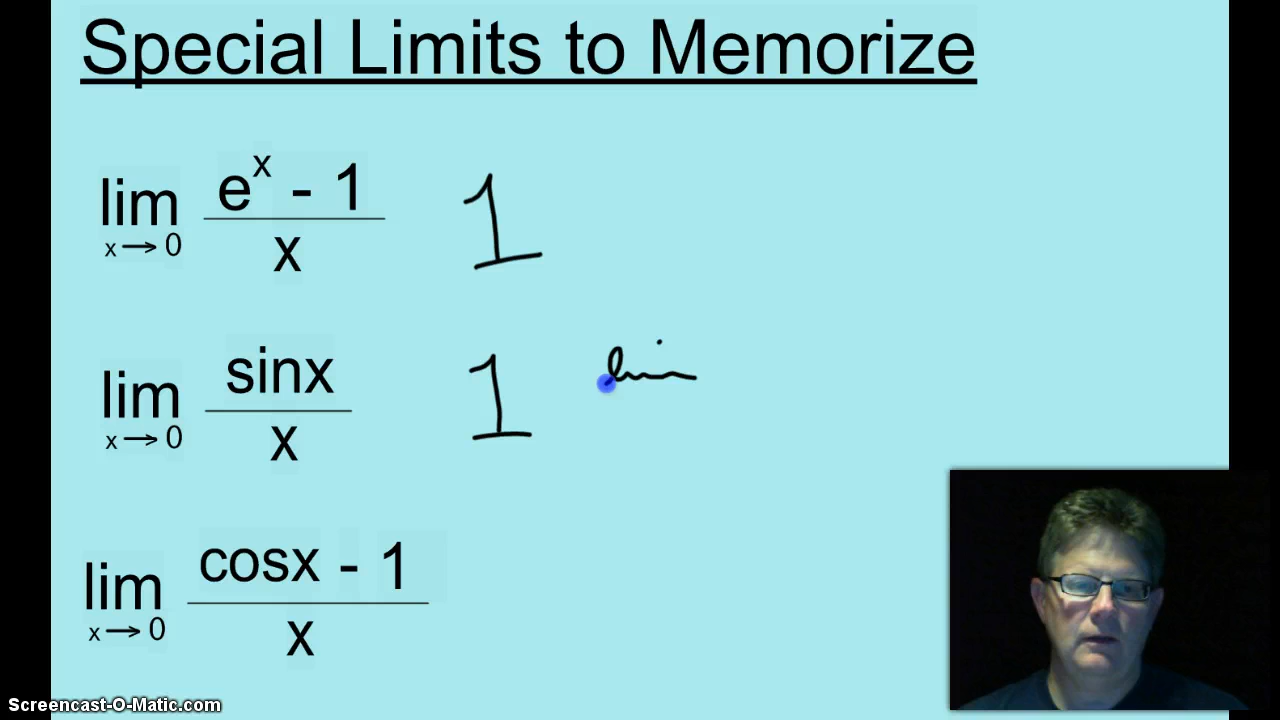 Special Limits to Memorize
lim x→0 e^x - 1 / x 1
lim x→0 sinx / x 1 lim
lim x→0 cosx - 1 / x
Screencast-O-Matic.com